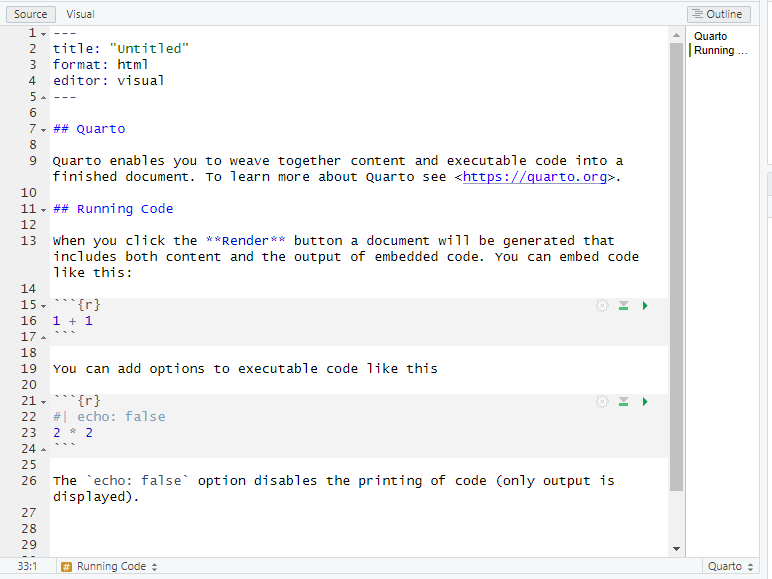 Source Visual Outline
1 ---
2 title: "Untitled"
3 format: html
4 editor: visual
5 ---
6
7 ## Quarto
8
9 Quarto enables you to weave together content and executable code into a
finished document. To learn more about Quarto see <https://quarto.org>.
10
11 ## Running Code
12
13 When you click the **Render** button a document will be generated that
includes both content and the output of embedded code. You can embed code
like this:
14
15 ```{r}
16 1 + 1
17 ```
18
19 You can add options to executable code like this
20
21 ```{r}
22 #| echo: false
23 2 * 2
24 ```
25
26 The `echo: false` option disables the printing of code (only output is
displayed).
27
28
29
Quarto
Running ...
33:1 # Running Code Quarto